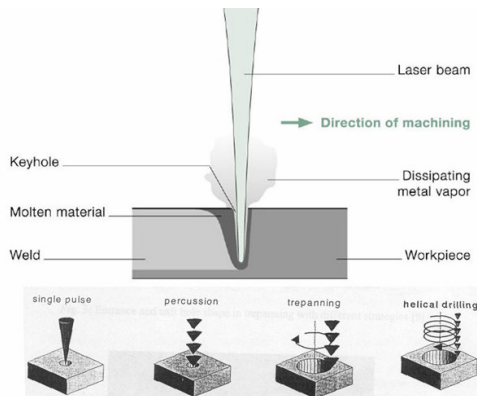 Laser beam
Direction of machining
Keyhole
Dissipating
metal vapor
Molten material
Weld
Workpiece
single pulse
percussion
trepanning
helical drilling